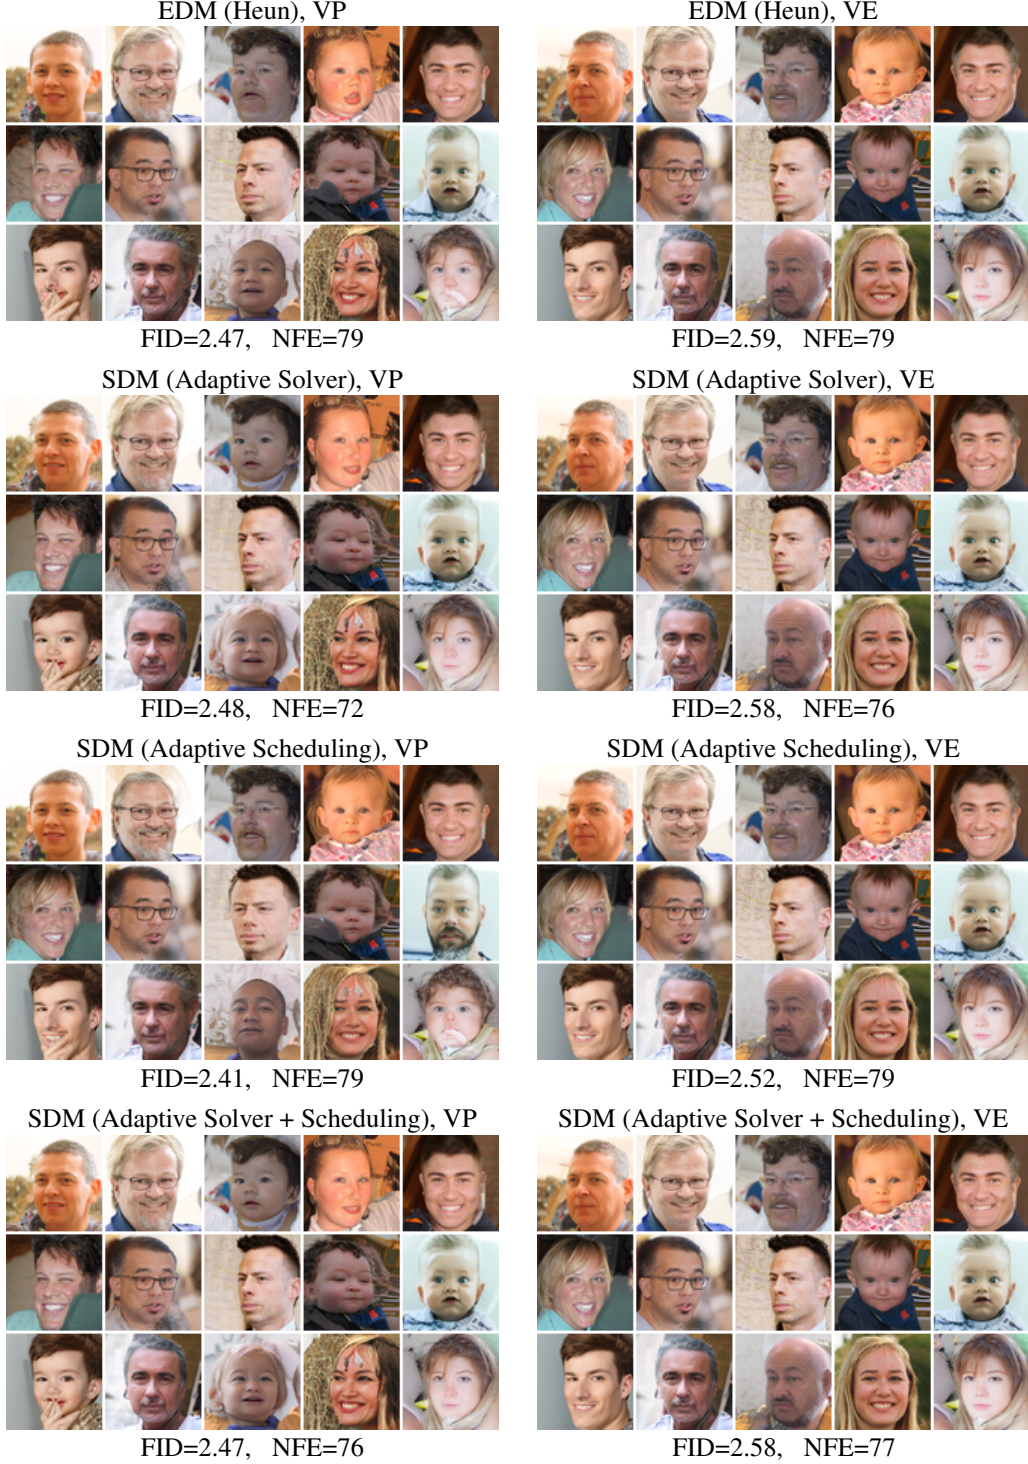 EDM (Heun), VP
EDM (Heun), VE
FID=2.47, NFE=79
FID=2.59, NFE=79
SDM (Adaptive Solver), VP
SDM (Adaptive Solver), VE
FID=2.48, NFE=72
FID=2.58, NFE=76
SDM (Adaptive Scheduling), VP
SDM (Adaptive Scheduling), VE
FID=2.41, NFE=79
FID=2.52, NFE=79
SDM (Adaptive Solver + Scheduling), VP
SDM (Adaptive Solver + Scheduling), VE
FID=2.47, NFE=76
FID=2.58, NFE=77